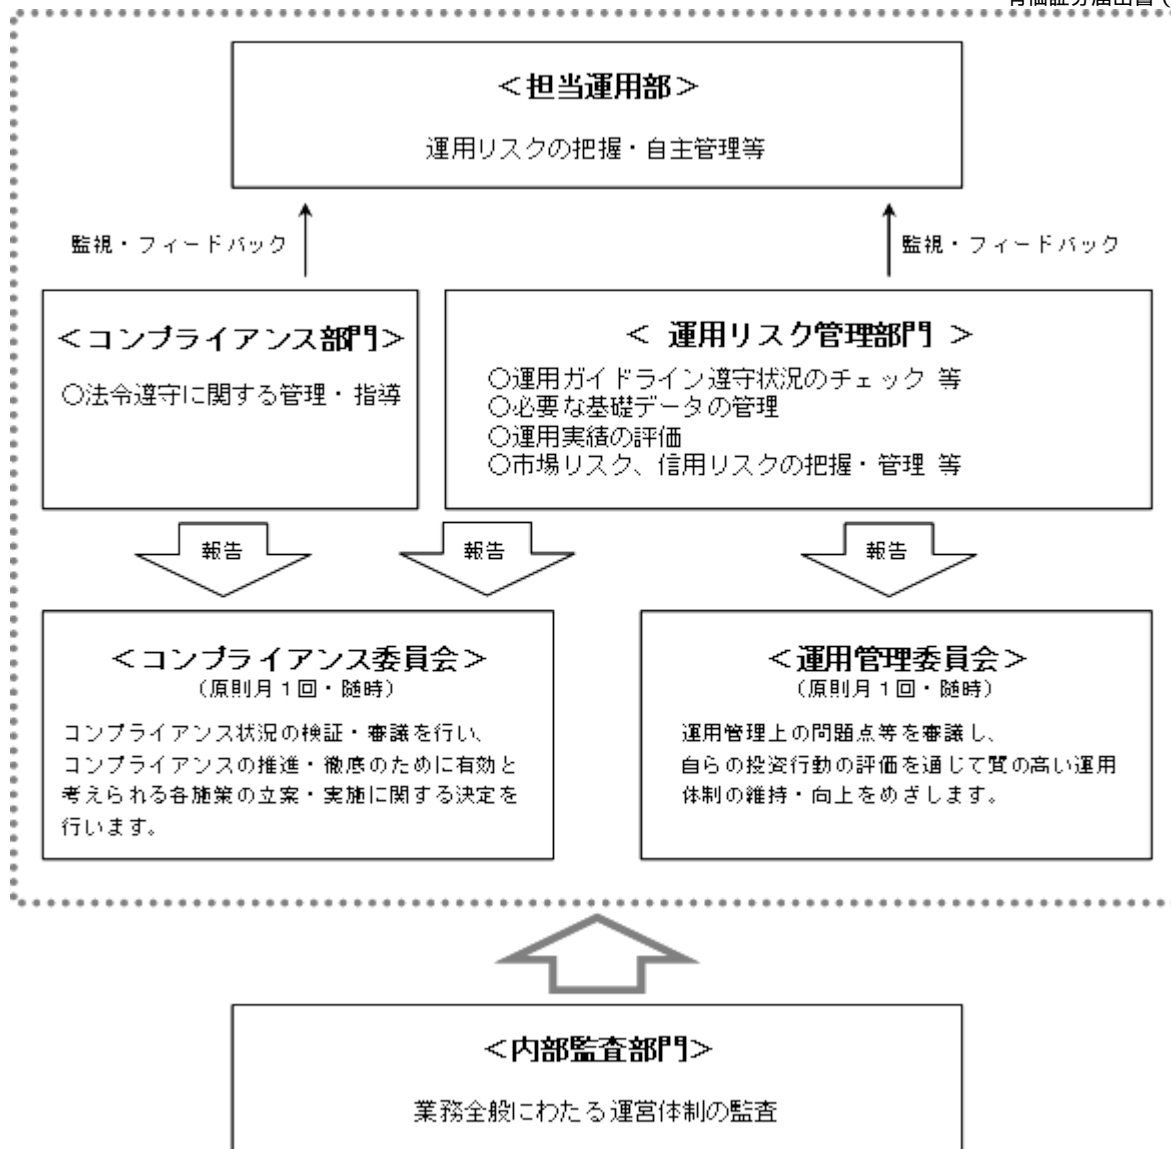 ＜担当運用部＞
運用リスクの把握・自主管理等
監視・フィードバック
監視・フィードバック
＜コンプライアンス部門＞
○法令遵守に関する管理・指導
＜ 運用リスク管理部門 ＞
○運用ガイドライン遵守状況のチェック 等
○必要な基礎データの管理
○運用実績の評価
○市場リスク、信用リスクの把握・管理 等
報告
報告
報告
＜コンプライアンス委員会＞
（原則月１回・随時）
コンプライアンス状況の検証・審議を行い、
コンプライアンスの推進・徹底のために有効と
考えられる各施策の立案・実施に関する決定を
行います。
＜運用管理委員会＞
（原則月１回・随時）
運用管理上の問題点等を審議し、
自らの投資行動の評価を通じて質の高い運用
体制の維持・向上をめざします。
＜内部監査部門＞
業務全般にわたる運営体制の監査